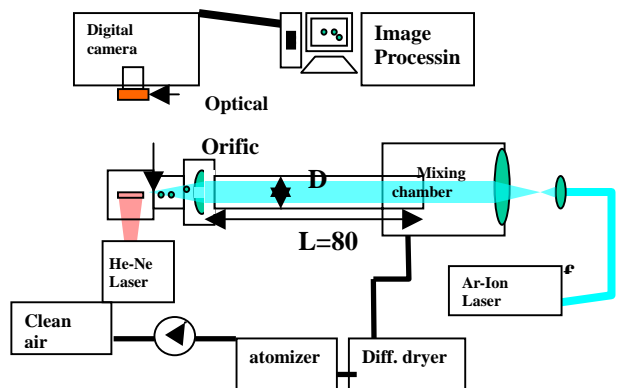 Digital
camera
Image
Processin
Optical
Orific
Mixing
chamber
D
L=80
He-Ne
Laser
Ar-Ion
Laser
Clean
air
atomizer
Diff. dryer